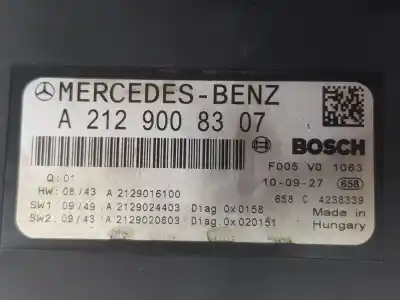 MERCEDES-BENZ
A 212 900 83 07
BOSCH
F005 V0 1063
Q: 01
10-09-27 658
HW: 08/43 A 2129016100
658 C 4238339
SW1: 09/49 A 2129024403 Diag. 0x0158
Made in
SW2: 09/43 A 2129020603 Diag. 0x020151
Hungary